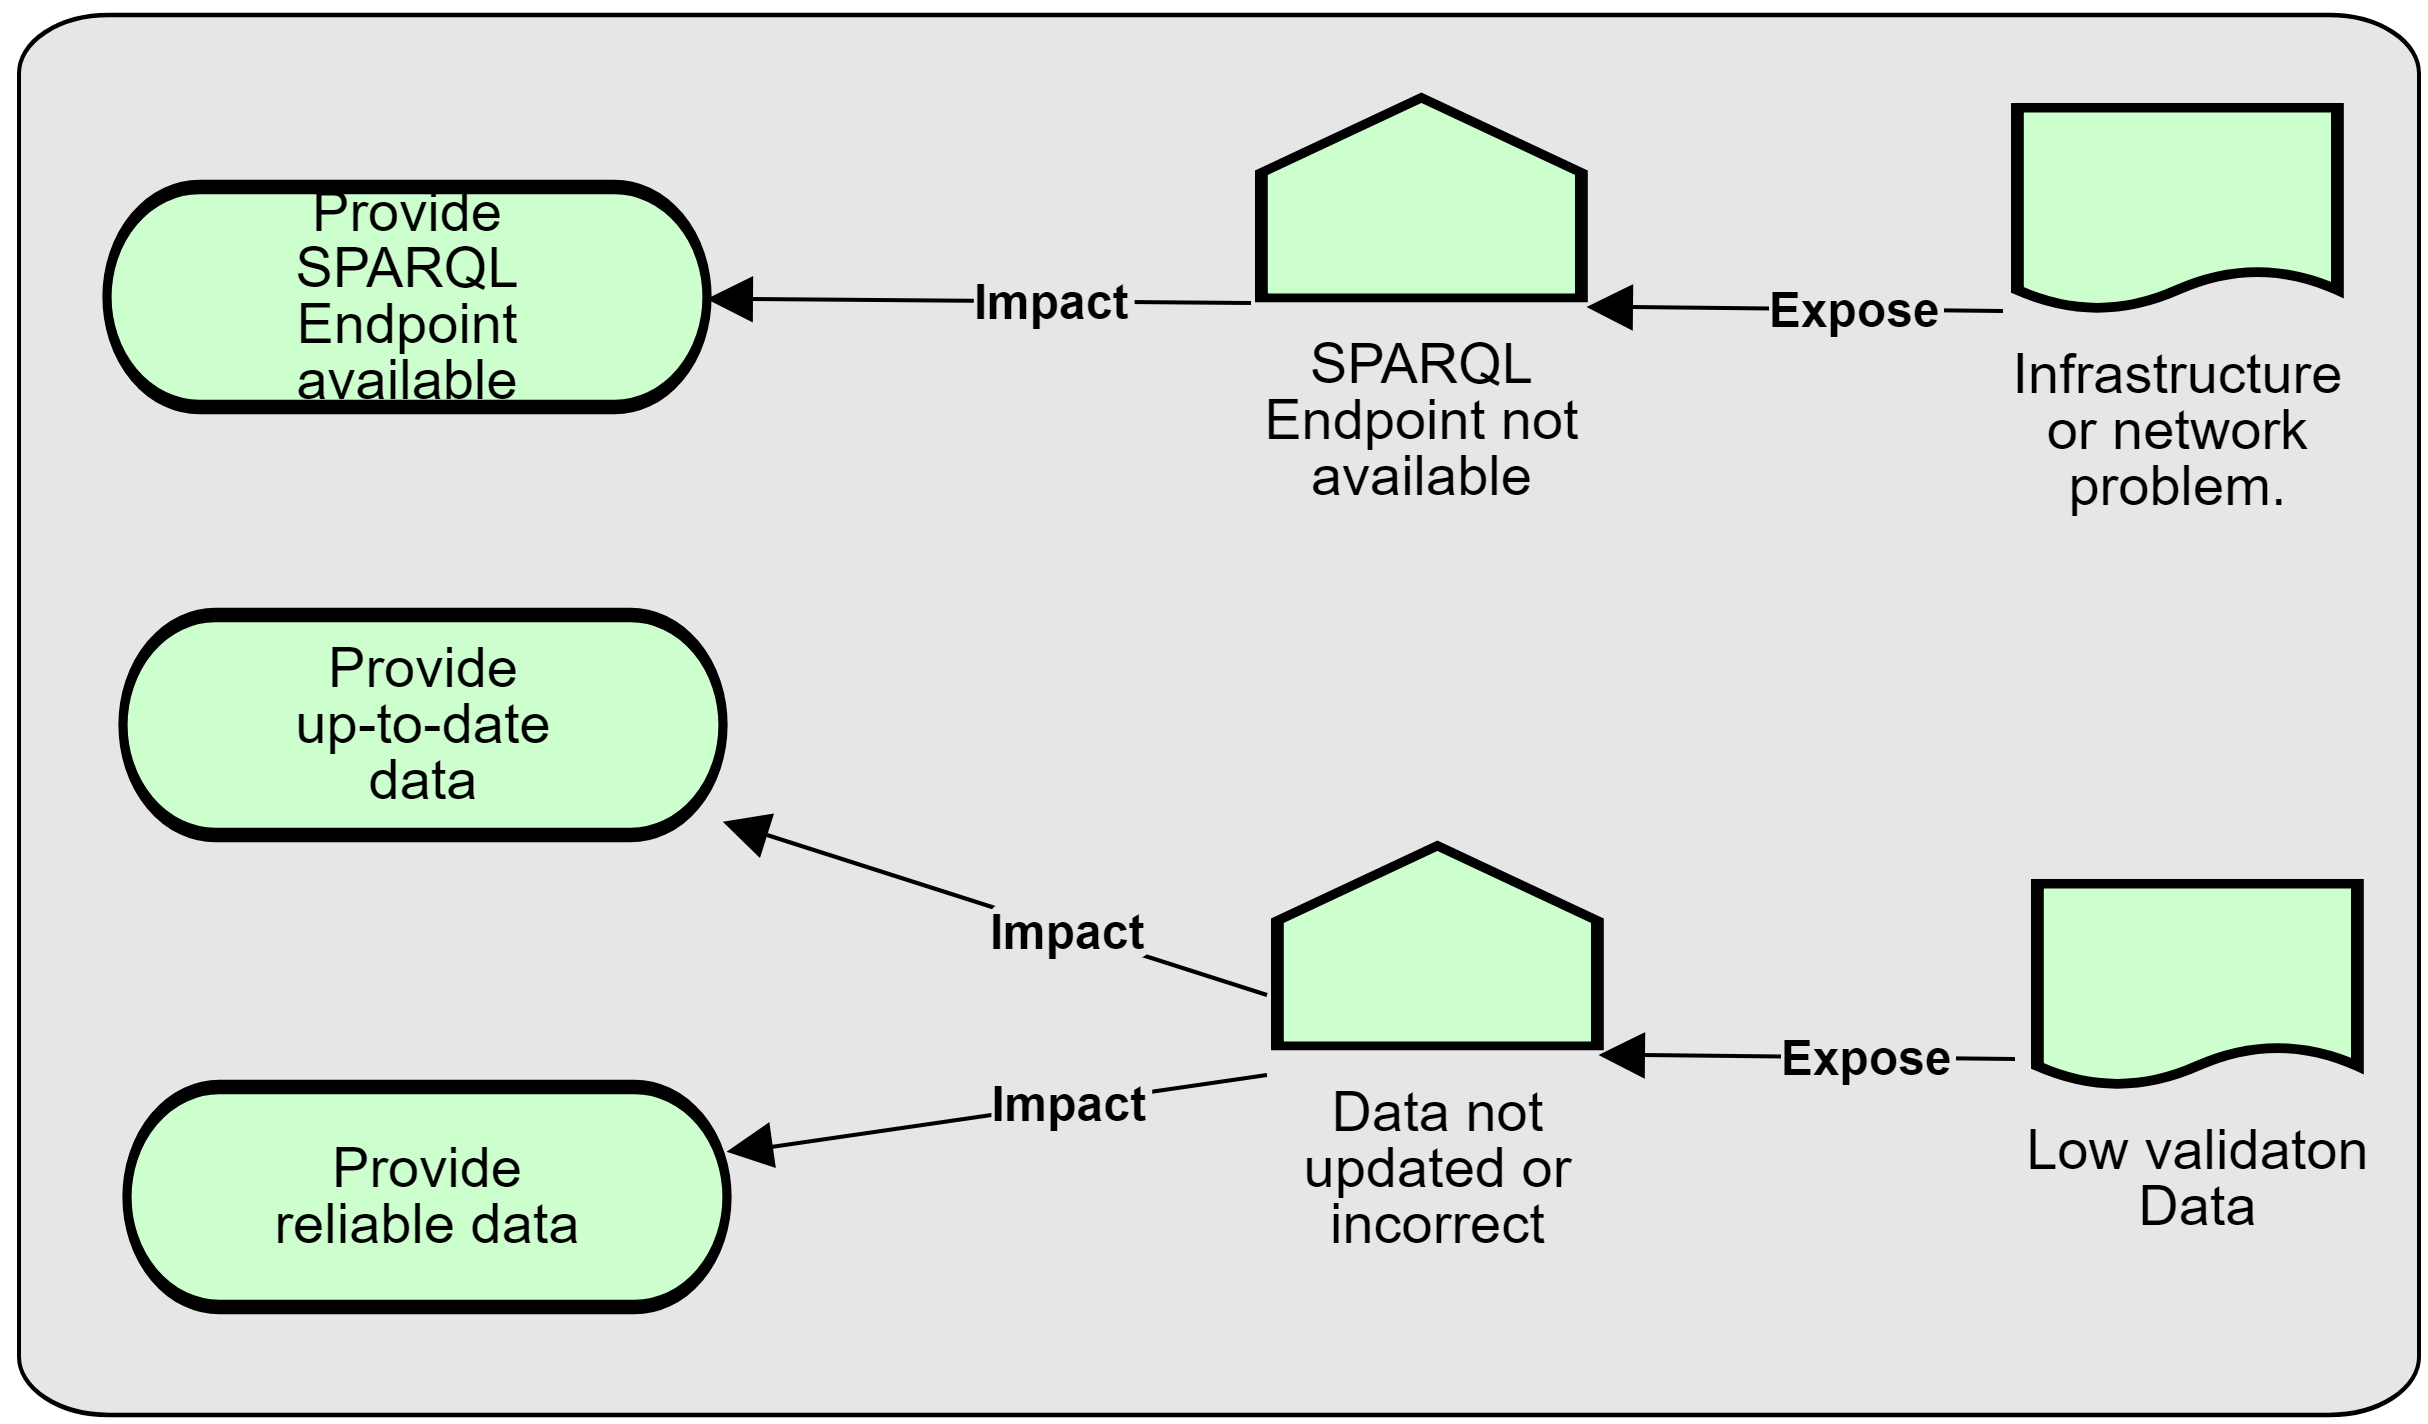 Provide
SPARQL
Endpoint
available
Impact
SPARQL
Endpoint not
available
Expose
Infrastructure
or network
problem.
Provide
up-to-date
data
Impact
Provide
reliable data
Impact
Data not
updated or
incorrect
Expose
Low validaton
Data